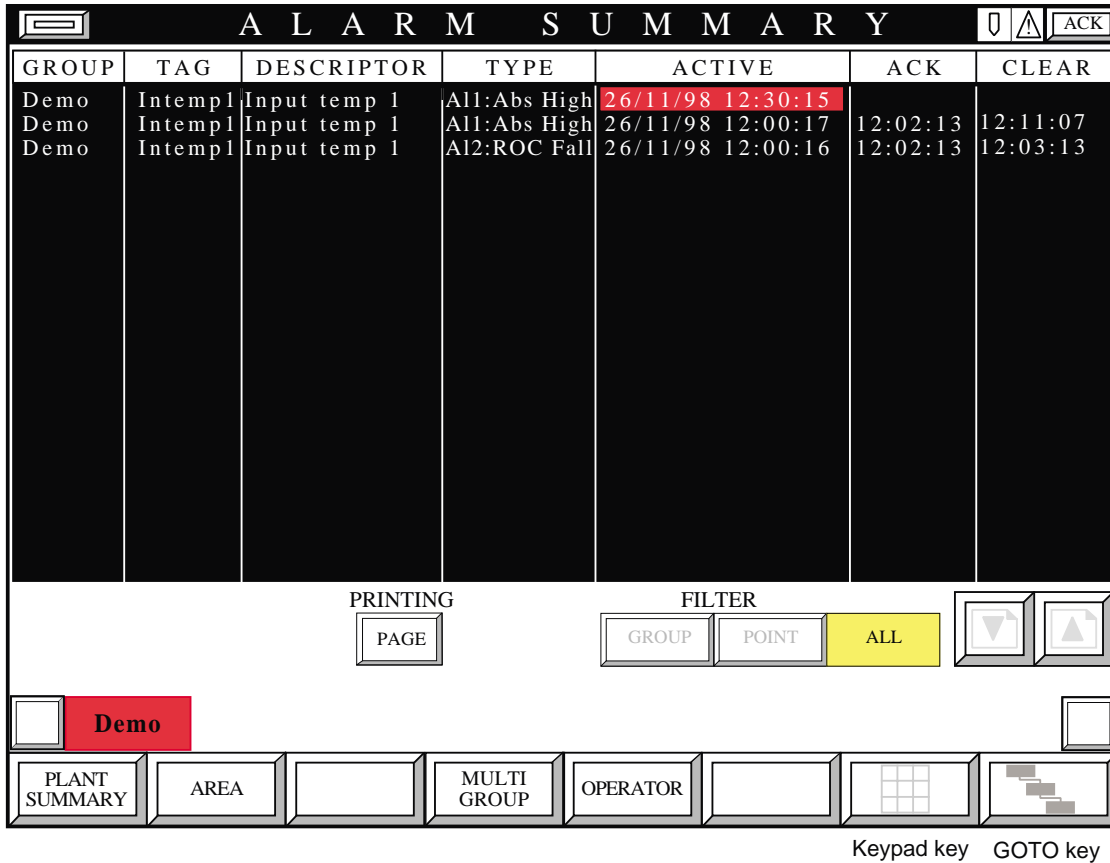 ALARM SUMMARY ACK
GROUP TAG DESCRIPTOR TYPE ACTIVE ACK CLEAR
Demo Intemp1 Input temp 1 Al1:Abs High 26/11/98 12:30:15
Demo Intemp1 Input temp 1 Al1:Abs High 26/11/98 12:00:17 12:02:13 12:11:07
Demo Intemp1 Input temp 1 Al2:ROC Fall 26/11/98 12:00:16 12:02:13 12:03:13
PRINTING FILTER
PAGE GROUP POINT ALL
Demo
PLANT SUMMARY AREA MULTI GROUP OPERATOR
Keypad key GOTO key